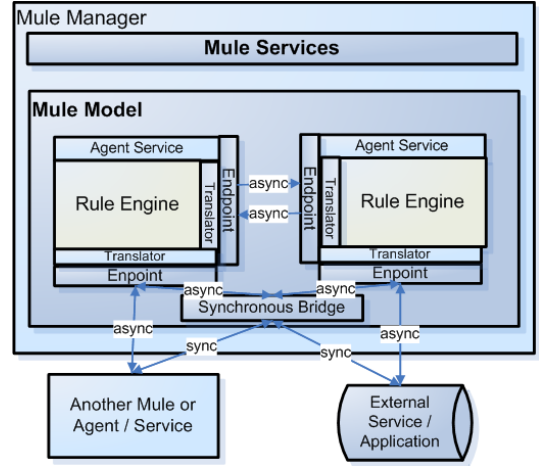 Mule Manager
Mule Services
Mule Model
Agent Service
Agent Service
Rule Engine
Translator
Endpoint
async
async
Endpoint
Translator
Rule Engine
Translator
Translator
Enpoint
Enpoint
async
async
Synchronous Bridge
async
sync
sync
async
Another Mule or
Agent / Service
External
Service /
Application